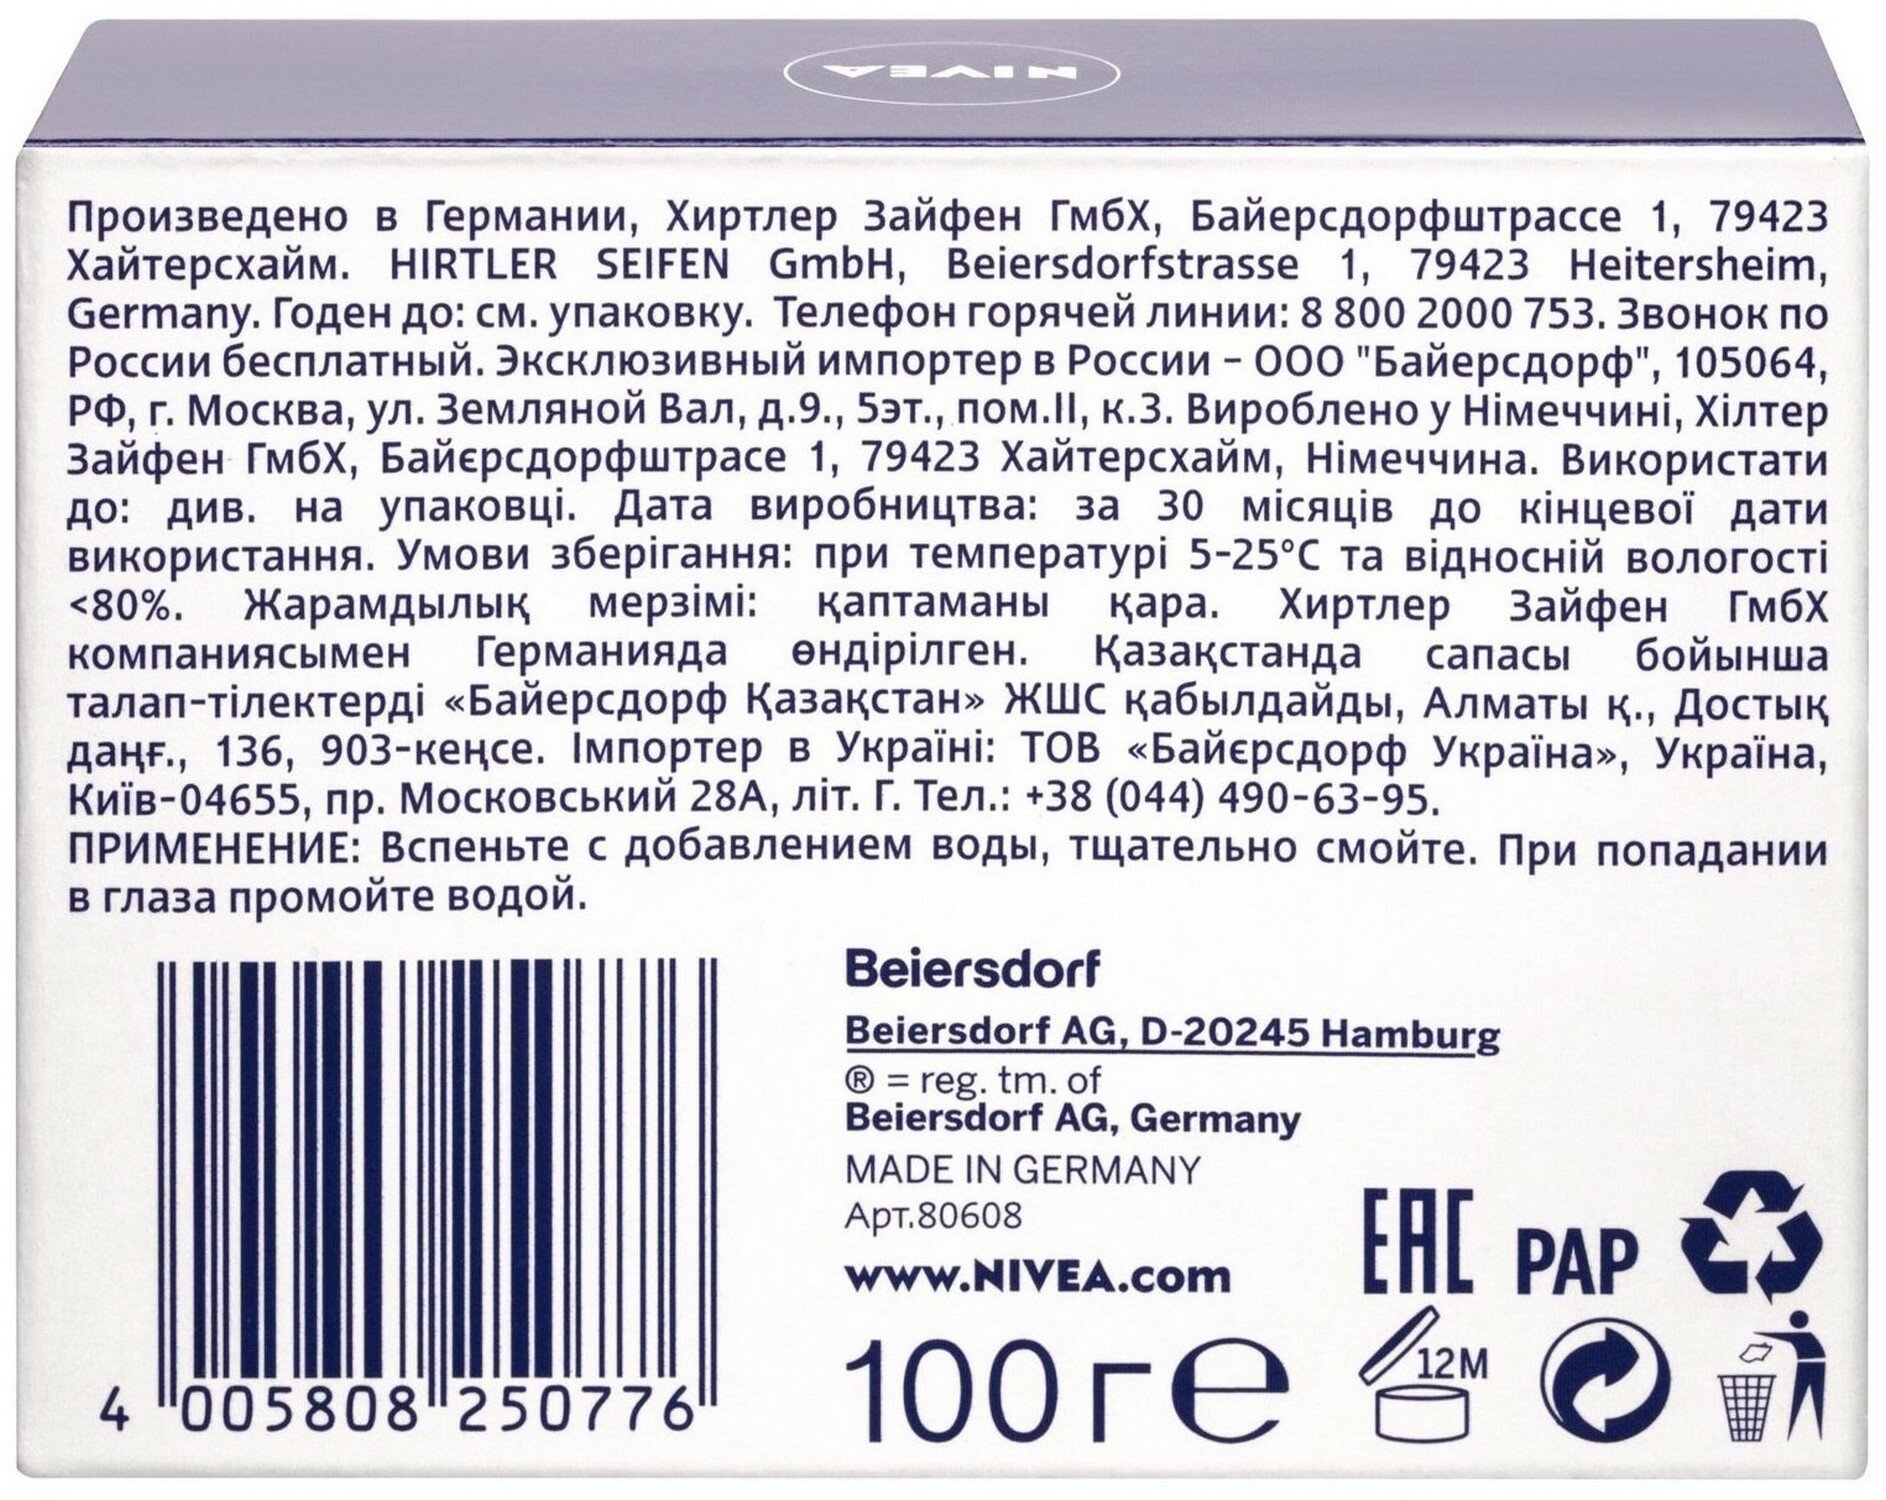 NIVEA
Произведено в Германии, Хиртлер Зайфен ГмбХ, Байерсдорфштрассе 1, 79423
Хайтерсхайм. HIRTLER SEIFEN GmbH, Beiersdorfstrasse 1, 79423 Heitersheim,
Germany. Годен до: см. упаковку. Телефон горячей линии: 8 800 2000 753. Звонок по
России бесплатный. Эксклюзивный импортер в России – ООО "Байерсдорф", 105064,
РФ, г. Москва, ул. Земляной Вал, д.9., 5эт., пом.II, к.3. Вироблено у Німеччині, Хілтер
Зайфен ГмбХ, Байєрсдорфштрасе 1, 79423 Хайтерсхайм, Німеччина. Використати
до: див. на упаковці. Дата виробництва: за 30 місяців до кінцевої дати
використання. Умови зберігання: при температурі 5-25°C та відносній вологості
<80%. Жарамдылық мерзімі: қаптаманы қара. Хиртлер Зайфен ГмбХ
компаниясымен Германияда өндірілген. Қазақстанда сапасы бойынша
талап-тілектерді «Байерсдорф Қазақстан» ЖШС қабылдайды, Алматы қ., Достық
даңғ., 136, 903-кеңсе. Імпортер в Україні: ТОВ «Байєрсдорф Україна», Україна,
Київ-04655, пр. Московський 28А, літ. Г. Тел.: +38 (044) 490-63-95.
ПРИМЕНЕНИЕ: Вспеньте с добавлением воды, тщательно смойте. При попадании
в глаза промойте водой.
Beiersdorf
Beiersdorf AG, D-20245 Hamburg
® = reg. tm. of
Beiersdorf AG, Germany
MADE IN GERMANY
Арт.80608
www.NIVEA.com
EAC PAP
100 г e
12M
4 005808 250776